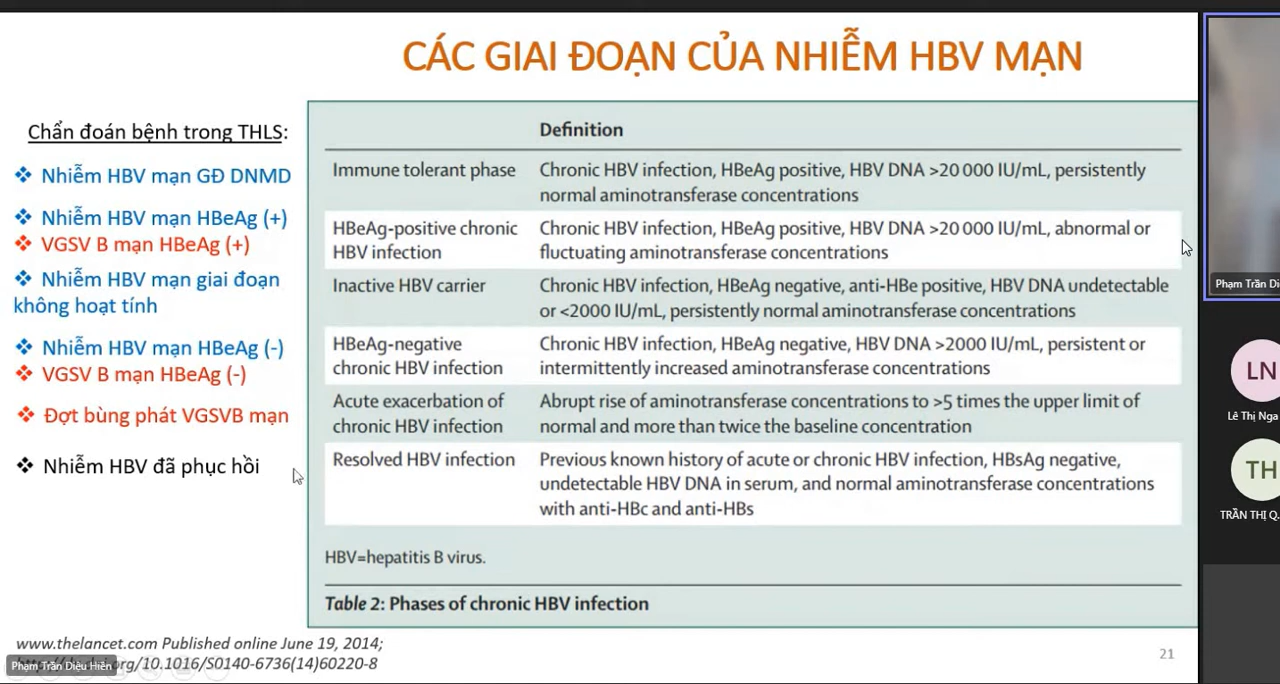 CÁC GIAI ĐOẠN CỦA NHIỄM HBV MẠN
Chẩn đoán bệnh trong THLS:
❖ Nhiễm HBV mạn GĐ DNMD
❖ Nhiễm HBV mạn HBeAg (+)
❖ VGSV B mạn HBeAg (+)
❖ Nhiễm HBV mạn giai đoạn
không hoạt tính
❖ Nhiễm HBV mạn HBeAg (-)
❖ VGSV B mạn HBeAg (-)
❖ Đợt bùng phát VGSVB mạn
❖ Nhiễm HBV đã phục hồi
Definition
Immune tolerant phase
Chronic HBV infection, HBeAg positive, HBV DNA >20 000 IU/mL, persistently
normal aminotransferase concentrations
HBeAg-positive chronic
HBV infection
Chronic HBV infection, HBeAg positive, HBV DNA >20 000 IU/mL, abnormal or
fluctuating aminotransferase concentrations
Inactive HBV carrier
Chronic HBV infection, HBeAg negative, anti-HBe positive, HBV DNA undetectable
or <2000 IU/mL, persistently normal aminotransferase concentrations
HBeAg-negative
chronic HBV infection
Chronic HBV infection, HBeAg negative, HBV DNA >2000 IU/mL, persistent or
intermittently increased aminotransferase concentrations
Acute exacerbation of
chronic HBV infection
Abrupt rise of aminotransferase concentrations to >5 times the upper limit of
normal and more than twice the baseline concentration
Resolved HBV infection
Previous known history of acute or chronic HBV infection, HBsAg negative,
undetectable HBV DNA in serum, and normal aminotransferase concentrations
with anti-HBc and anti-HBs
HBV=hepatitis B virus.
Table 2: Phases of chronic HBV infection
www.thelancet.com Published online June 19, 2014;
/10.1016/S0140-6736(14)60220-8
Phạm Trần Diệu Hiên
21
Phạm Trần Di
LN
Lê Thị Nga
TH
TRẦN THỊ Q.